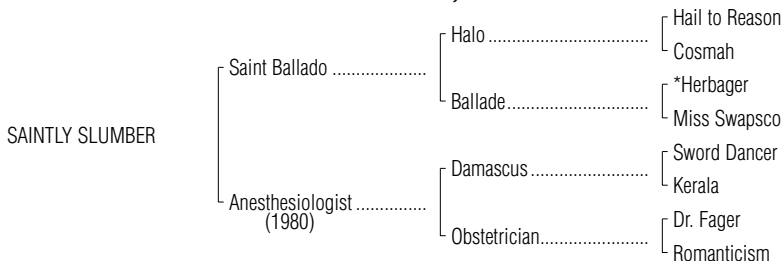 Hail to Reason
Halo ..................................
Cosmah
Saint Ballado ....................
*Herbager
Ballade..............................
Miss Swapsco
SAINTLY SLUMBER
Sword Dancer
Damascus .........................
Kerala
Anesthesiologist ...............
(1980)
Dr. Fager
Obstetrician.......................
Romanticism